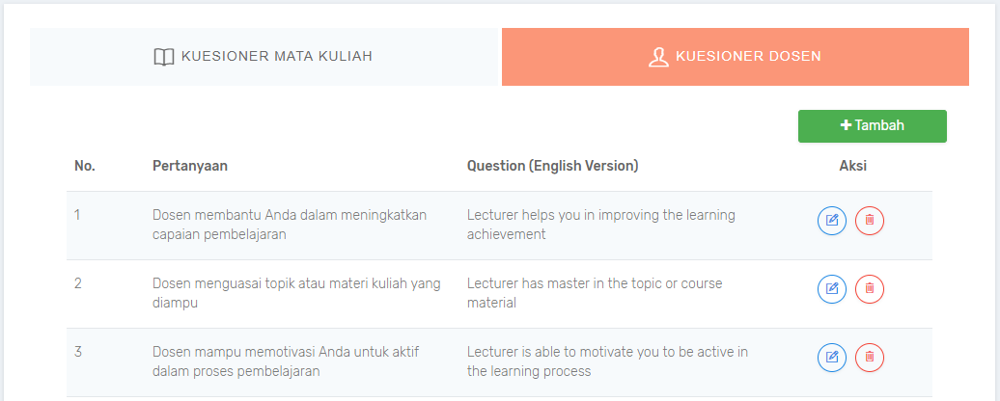 KUESIONER MATA KULIAH
KUESIONER DOSEN
Tambah
No. Pertanyaan Question (English Version) Aksi
1 Dosen membantu Anda dalam meningkatkan Lecturer helps you in improving the learning
capaian pembelajaran achievement
2 Dosen menguasai topik atau materi kuliah yang Lecturer has master in the topic or course
diampu material
3 Dosen mampu memotivasi Anda untuk aktif Lecturer is able to motivate you to be active in
dalam proses pembelajaran the learning process